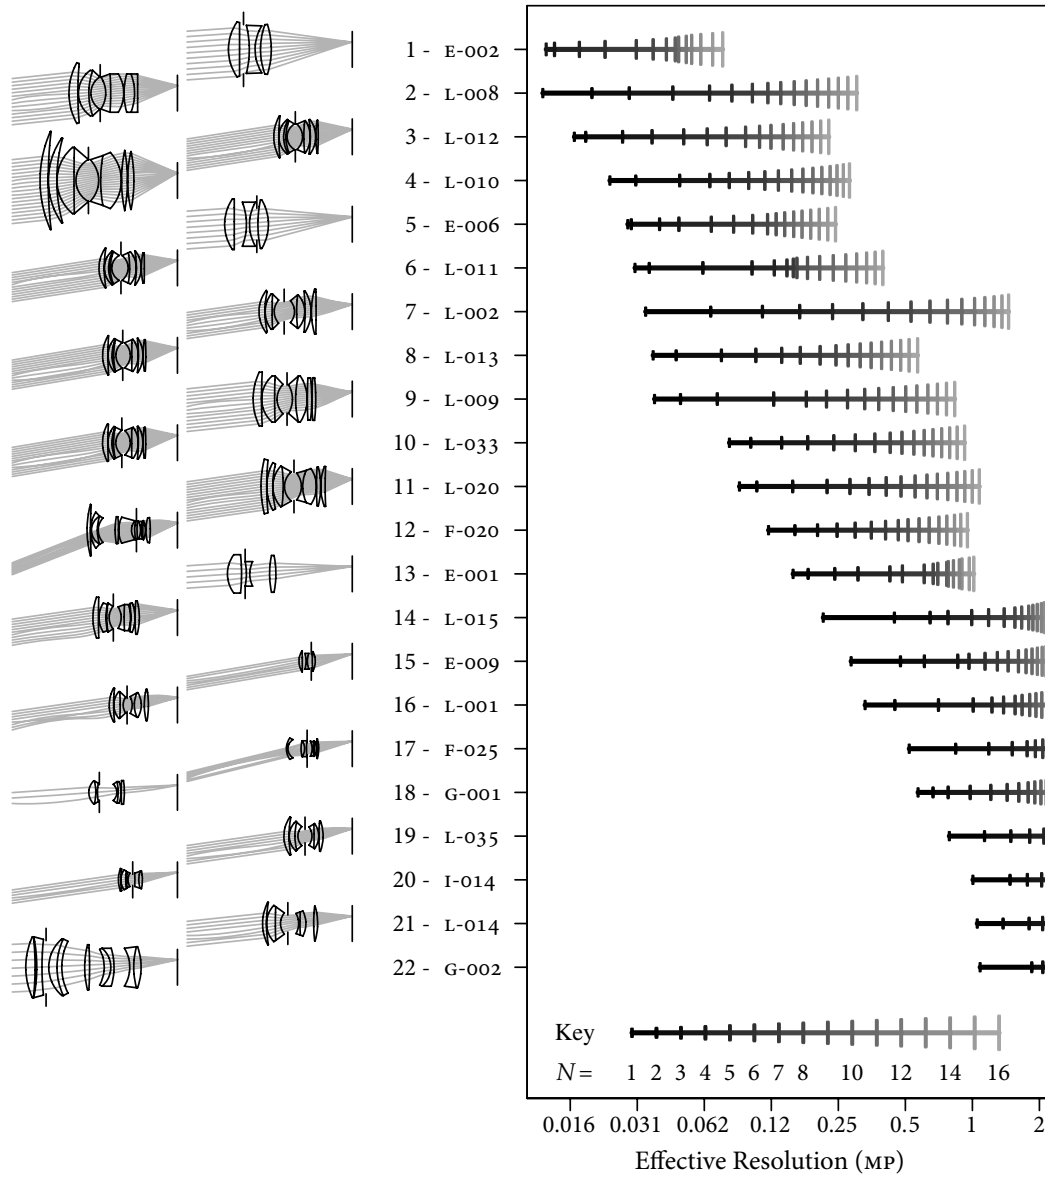 1 - E-002
2 - L-008
3 - L-012
4 - L-010
5 - E-006
6 - L-011
7 - L-002
8 - L-013
9 - L-009
10 - L-033
11 - L-020
12 - F-020
13 - E-001
14 - L-015
15 - E-009
16 - L-001
17 - F-025
18 - G-001
19 - L-035
20 - I-014
21 - L-014
22 - G-002
Key
N = 1 2 3 4 5 6 7 8 10 12 14 16
0.016 0.031 0.062 0.12 0.25 0.5 1 2
Effective Resolution (MP)